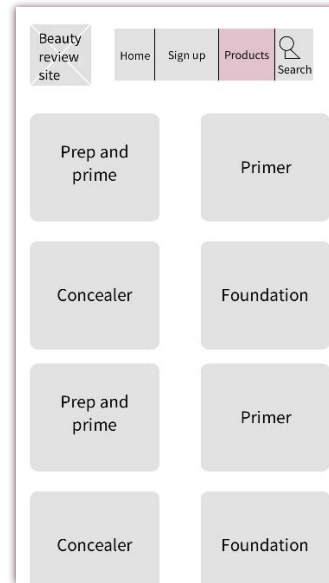 Beauty
review
site
Home
Sign up
Products
Search
Prep and
prime
Primer
Concealer
Foundation
Prep and
prime
Primer
Concealer
Foundation